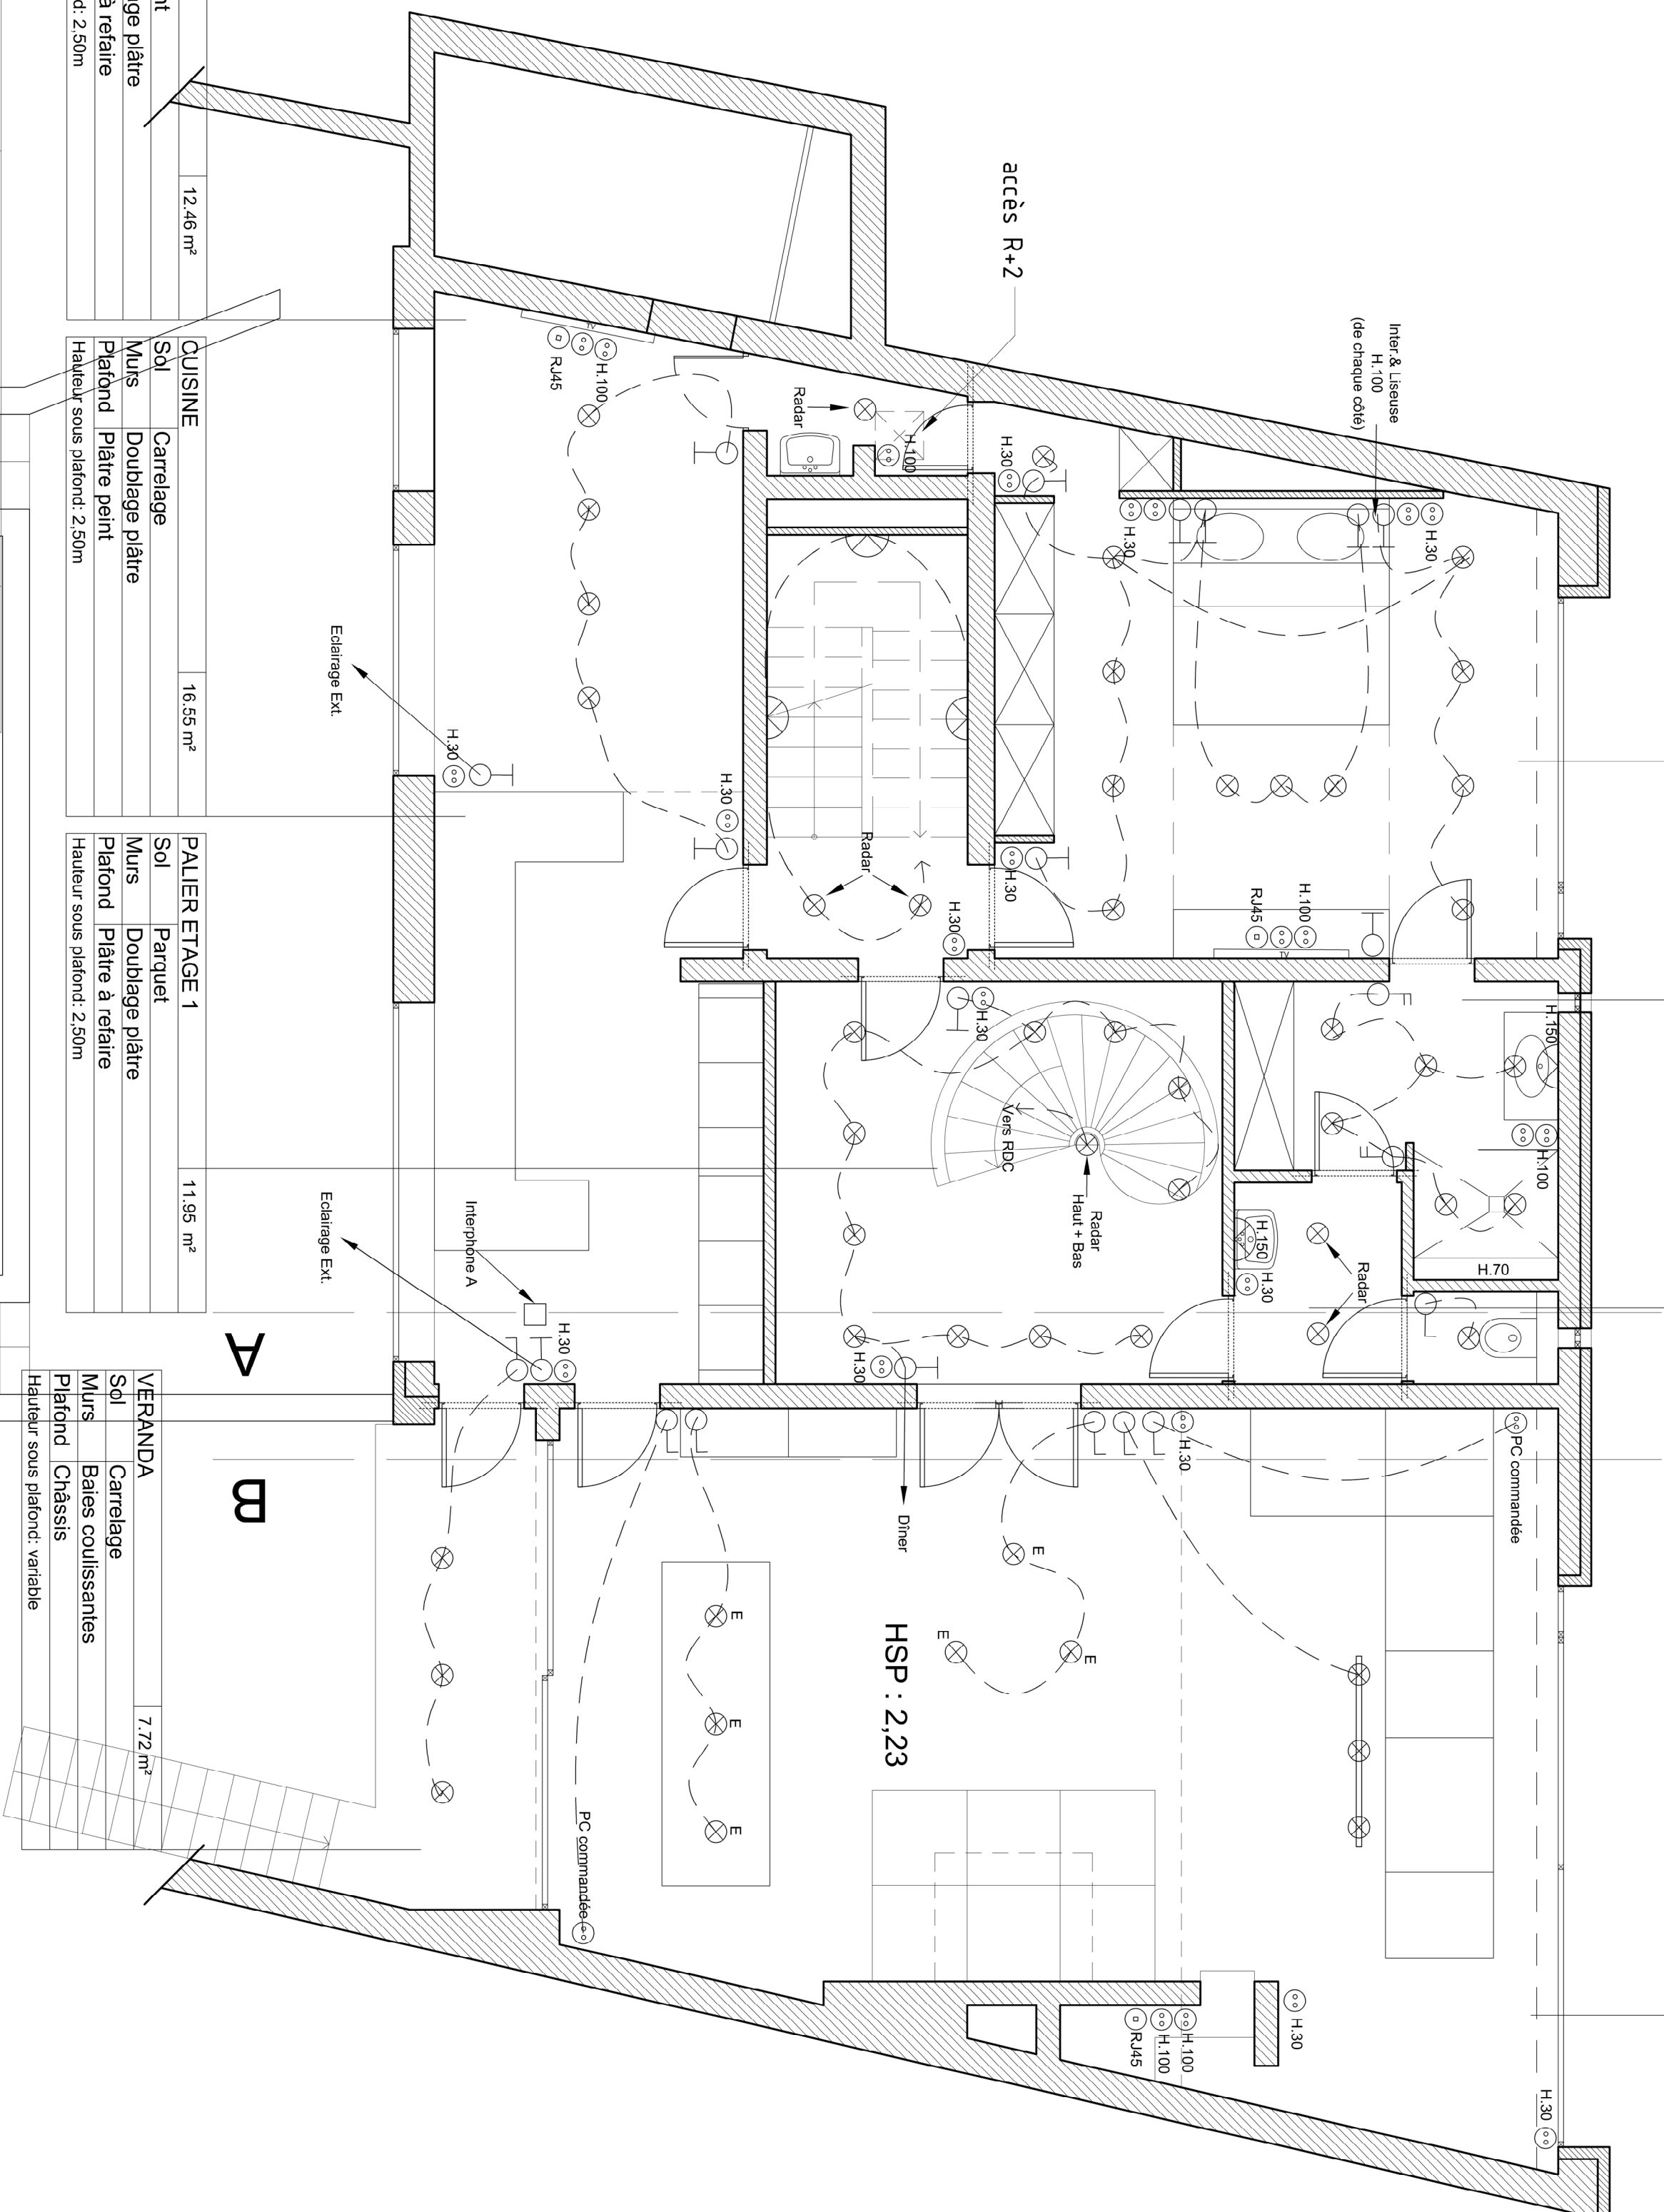 accès R+2
Inter.& Liseuse
H.100
(de chaque côté)
TV
H.100
RJ45
Radar
H.100
H.30
H.30
H.30
Eclairage Ext.
H.30
H.30
Radar
H.30
H.30
H.100
RJ45
TV
H.30
Vers RDC
Radar
Haut + Bas
H.150
H.100
H.70
H.150
H.30
Radar
Interphone A
Eclairage Ext.
H.30
H.30
Dîner
H.30
PC commandée
E
E
E
E
E
E
HSP : 2,23
PC commandée
H.100
H.100
RJ45
H.30
H.30
A
B
12.46 m²
nt
ge plâtre
à refaire
d: 2,50m
CUISINE
16.55 m²
Sol
Carrelage
Murs
Doublage plâtre
Plafond
Plâtre peint
Hauteur sous plafond: 2,50m
PALIER ETAGE 1
11.95 m²
Sol
Parquet
Murs
Doublage plâtre
Plafond
Plâtre à refaire
Hauteur sous plafond: 2,50m
VERANDA
7.72 m²
Sol
Carrelage
Murs
Baies coulissantes
Plafond
Châssis
Hauteur sous plafond: variable